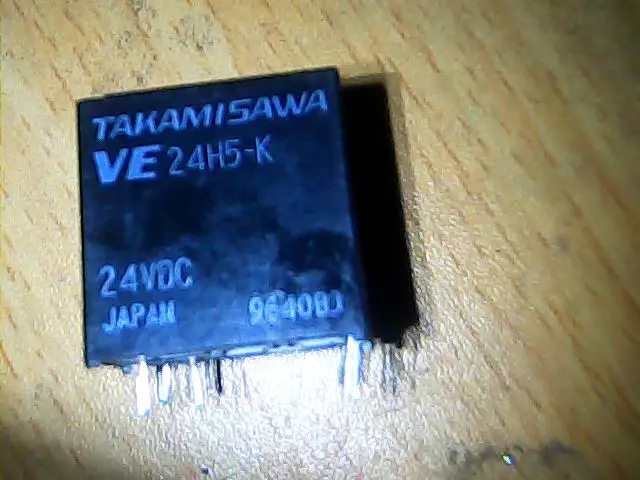 TAKAMISAWA
VE 24H5-K
24VDC
JAPAN